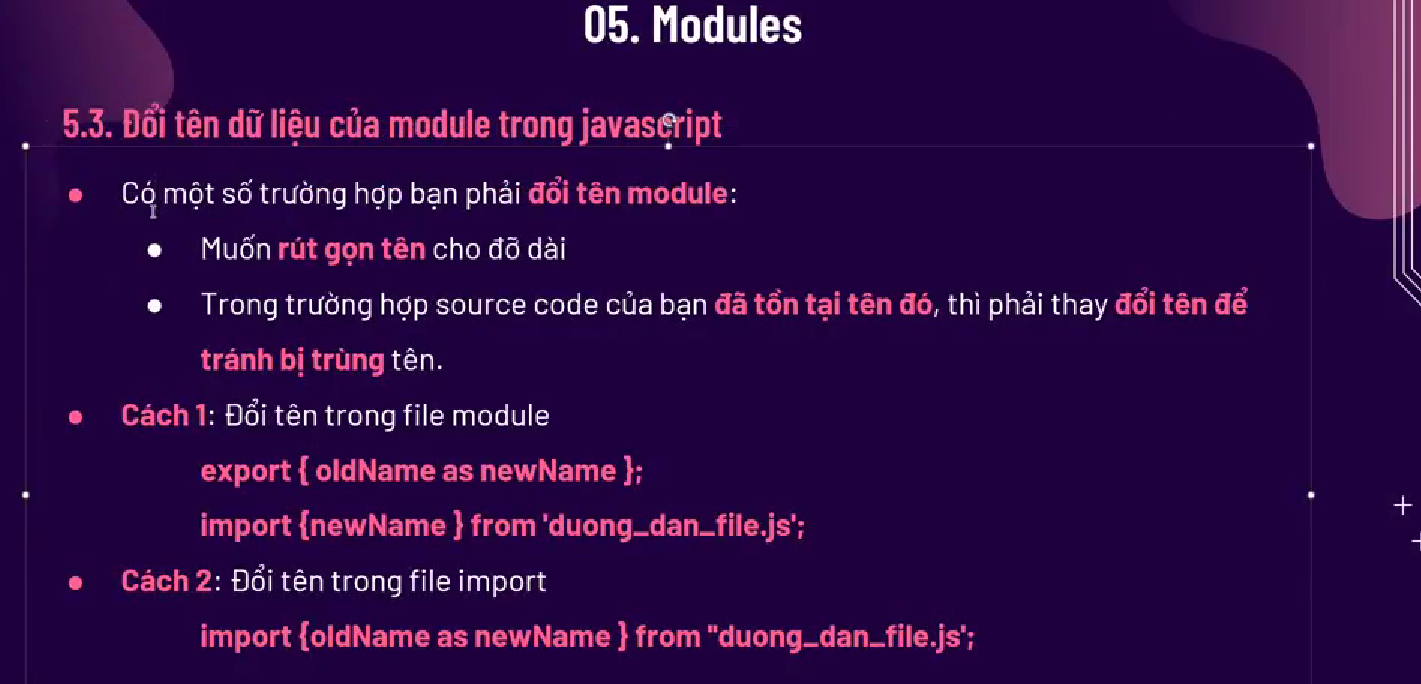 05. Modules
5.3. Đổi tên dữ liệu của module trong javascript
Có một số trường hợp bạn phải đổi tên module:
Muốn rút gọn tên cho đỡ dài
Trong trường hợp source code của bạn đã tồn tại tên đó, thì phải thay đổi tên để
tránh bị trùng tên.
Cách 1: Đổi tên trong file module
export { oldName as newName };
import {newName } from 'duong_dan_file.js';
Cách 2: Đổi tên trong file import
import {oldName as newName } from "duong_dan_file.js';